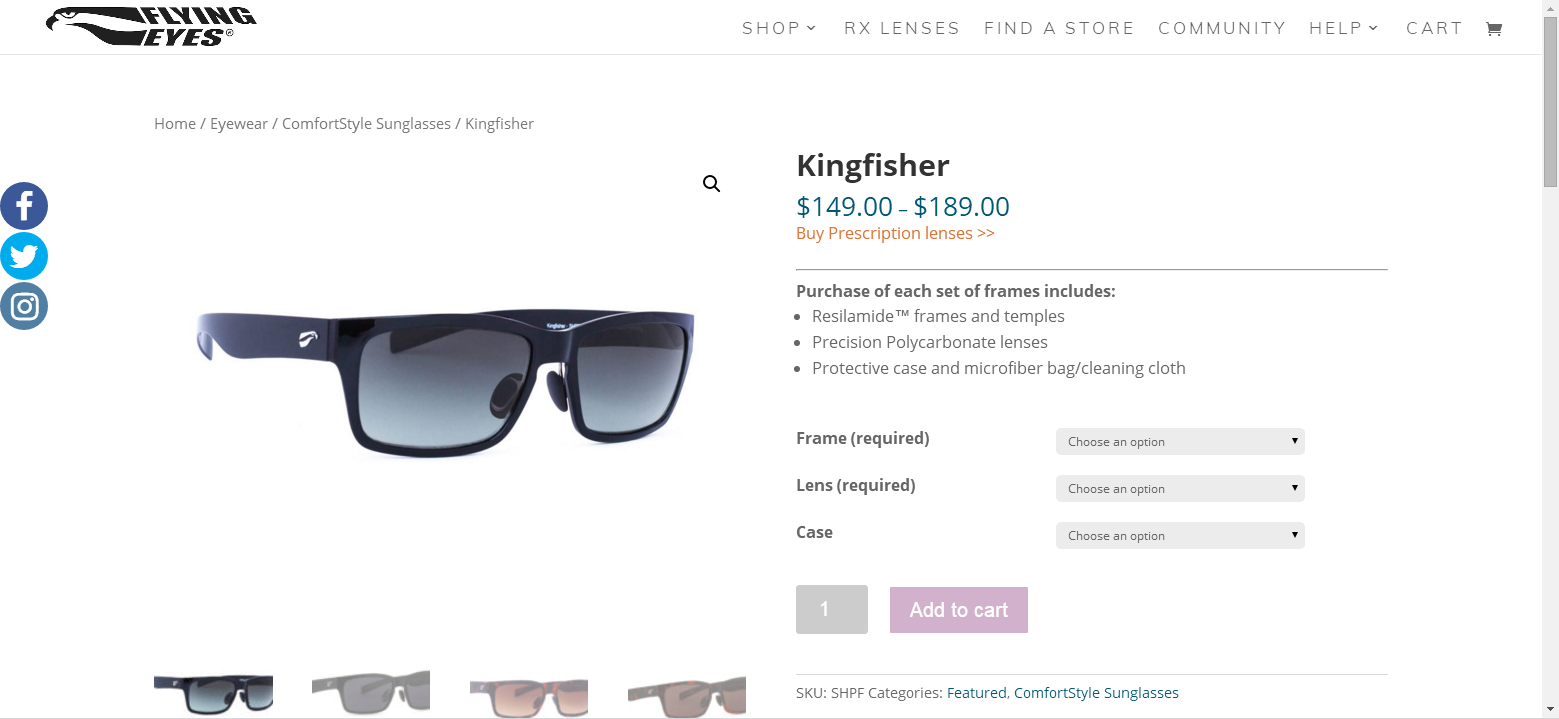 FLYING EYES®
SHOP RX LENSES FIND A STORE COMMUNITY HELP CART
Home / Eyewear / ComfortStyle Sunglasses / Kingfisher
Kingfisher
$149.00 – $189.00
Buy Prescription lenses >>
Purchase of each set of frames includes:
Resilamide™ frames and temples
Precision Polycarbonate lenses
Protective case and microfiber bag/cleaning cloth
Frame (required) Choose an option
Lens (required) Choose an option
Case Choose an option
1 Add to cart
SKU: SHPF Categories: Featured, ComfortStyle Sunglasses
Kingfisher